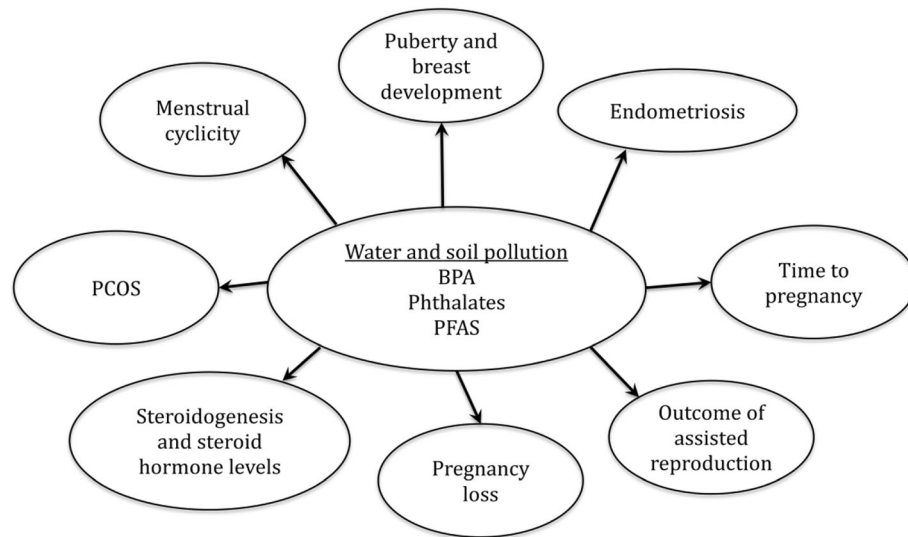 Puberty and
breast
development
Menstrual
cyclicity
Endometriosis
Water and soil pollution
BPA
Phthalates
PFAS
PCOS
Time to
pregnancy
Steroidogenesis
and steroid
hormone levels
Pregnancy
loss
Outcome of
assisted
reproduction